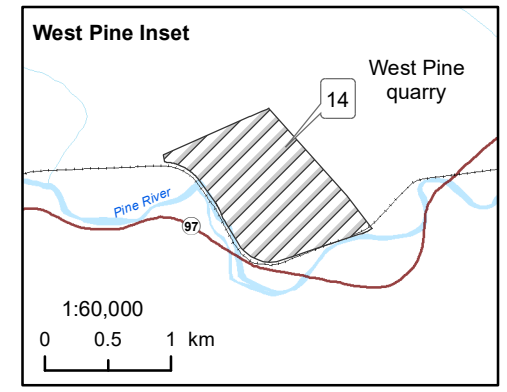 West Pine Inset
West Pine
quarry
14
Pine River
97
1:60,000
0 0.5 1 km